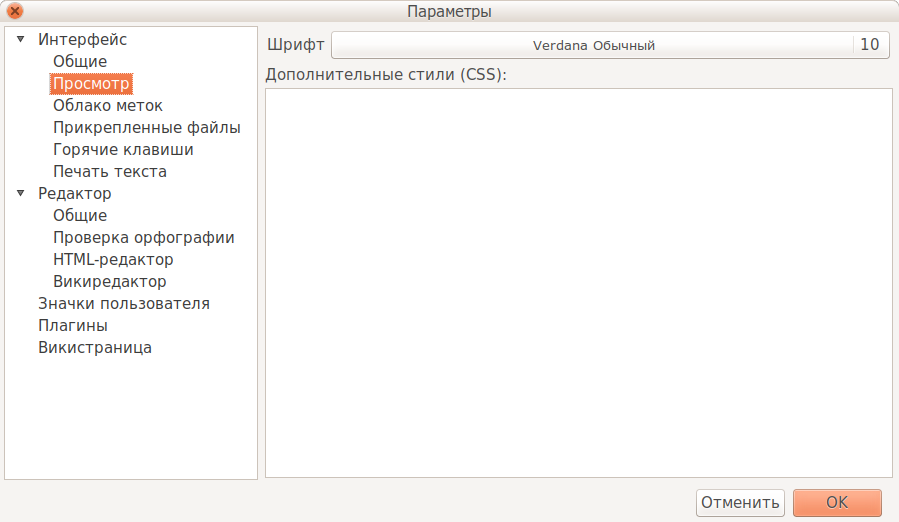 Параметры
Интерфейс
Общие
Просмотр
Облако меток
Прикрепленные файлы
Горячие клавиши
Печать текста
Редактор
Общие
Проверка орфографии
HTML-редактор
Викиредактор
Значки пользователя
Плагины
Викистраница
Шрифт Verdana Обычный 10
Дополнительные стили (CSS):
Отменить OK